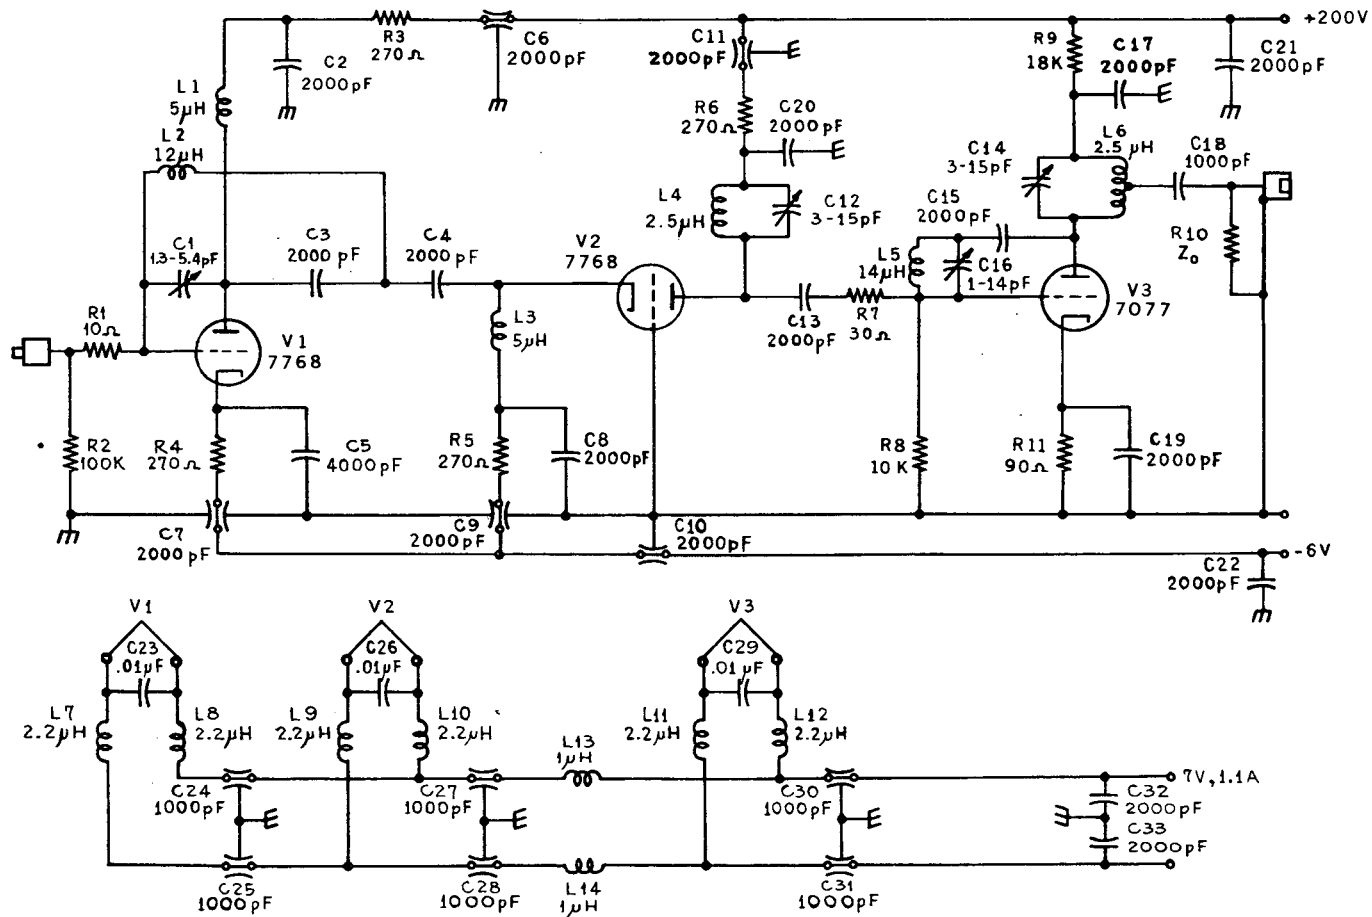 +200V
R3
270Ω
C6
2000pF
C2
2000pF
L1
5μH
L2
12μH
C11
2000pF
R6
270Ω
C20
2000pF
R9
18K
C17
2000pF
C21
2000pF
C14
3-15pF
L6
2.5μH
C18
1000pF
C1
1.3-5.4pF
C3
2000pF
C4
2000pF
V2
7768
L4
2.5μH
C12
3-15pF
C15
2000pF
L5
14μH
C16
1-14pF
R10
Z₀
R1
10Ω
V1
7768
L3
5μH
C13
2000pF
R7
30Ω
V3
7077
R2
100K
R4
270Ω
C5
4000pF
R5
270Ω
C8
2000pF
R8
10K
R11
90Ω
C19
2000pF
C7
2000pF
C9
2000pF
C10
2000pF
-6V
C22
2000pF
V1
V2
V3
C23
.01μF
C26
.01μF
C29
.01μF
L7
2.2μH
L8
2.2μH
L9
2.2μH
L10
2.2μH
L11
2.2μH
L12
2.2μH
L13
1μH
C24
1000pF
C27
1000pF
C30
1000pF
7V, 1.1A
C32
2000pF
C33
2000pF
C25
1000pF
C28
1000pF
L14
1μH
C31
1000pF